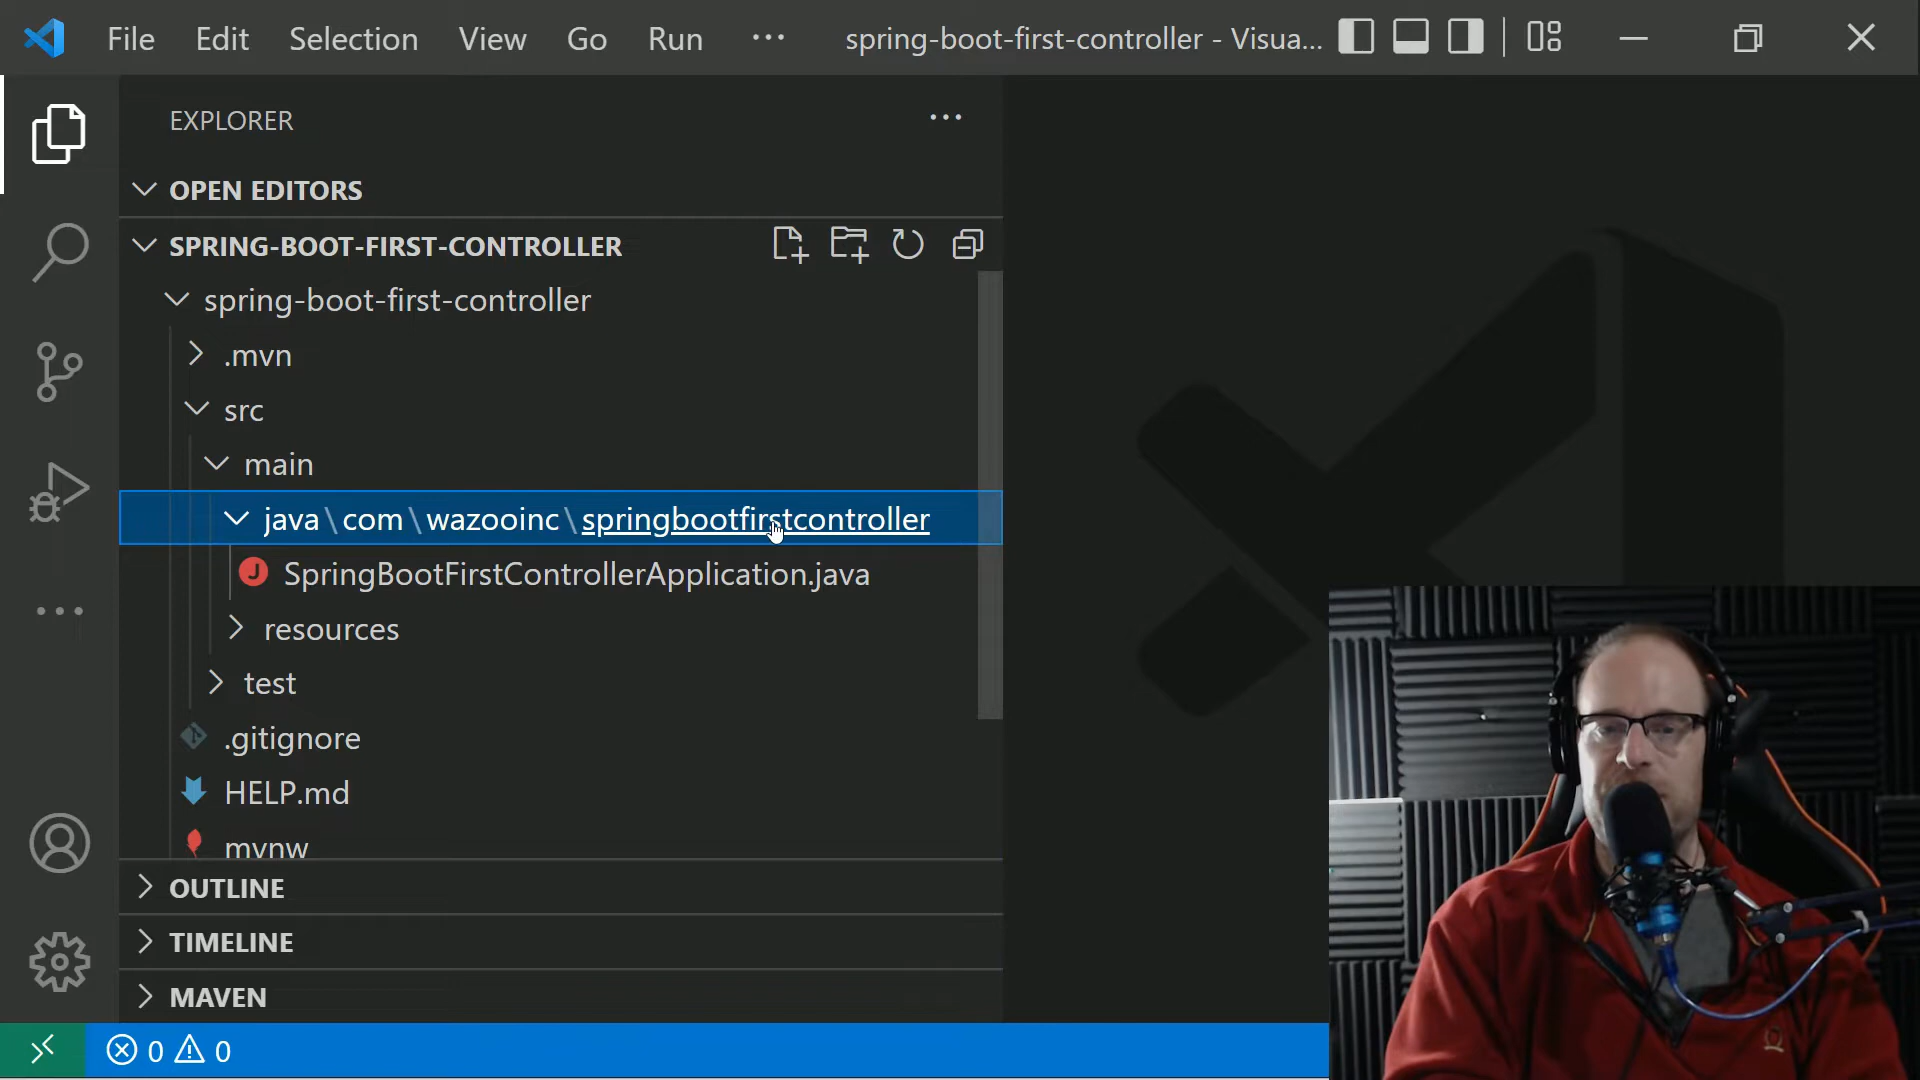 File Edit Selection View Go Run ··· spring-boot-first-controller - Visua...
EXPLORER ···
OPEN EDITORS
SPRING-BOOT-FIRST-CONTROLLER
spring-boot-first-controller
.mvn
src
main
java\com\wazooinc\springbootfirstcontroller
J SpringBootFirstControllerApplication.java
resources
test
.gitignore
HELP.md
mvnw
OUTLINE
TIMELINE
MAVEN
0 0